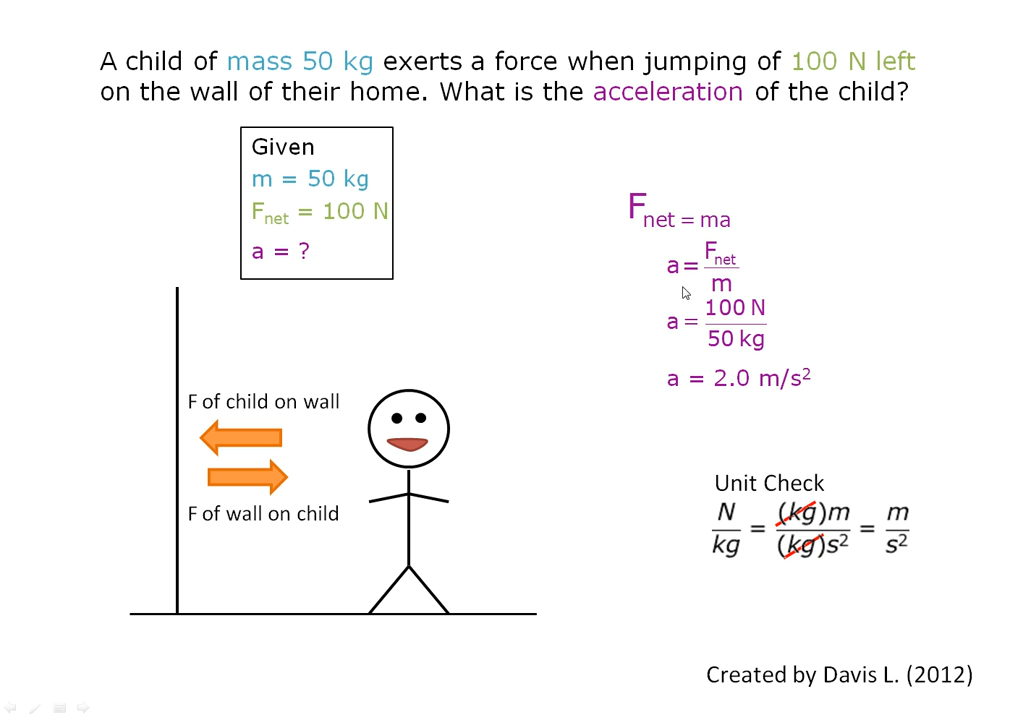 A child of mass 50 kg exerts a force when jumping of 100 N left
on the wall of their home. What is the acceleration of the child?
Given
m = 50 kg
Fnet = 100 N
a = ?
Fnet = ma
a = Fnet/m
a = 100 N/50 kg
a = 2.0 m/s²
F of child on wall
F of wall on child
Unit Check
N/kg = (kg)m/(kg)s² = m/s²
Created by Davis L. (2012)